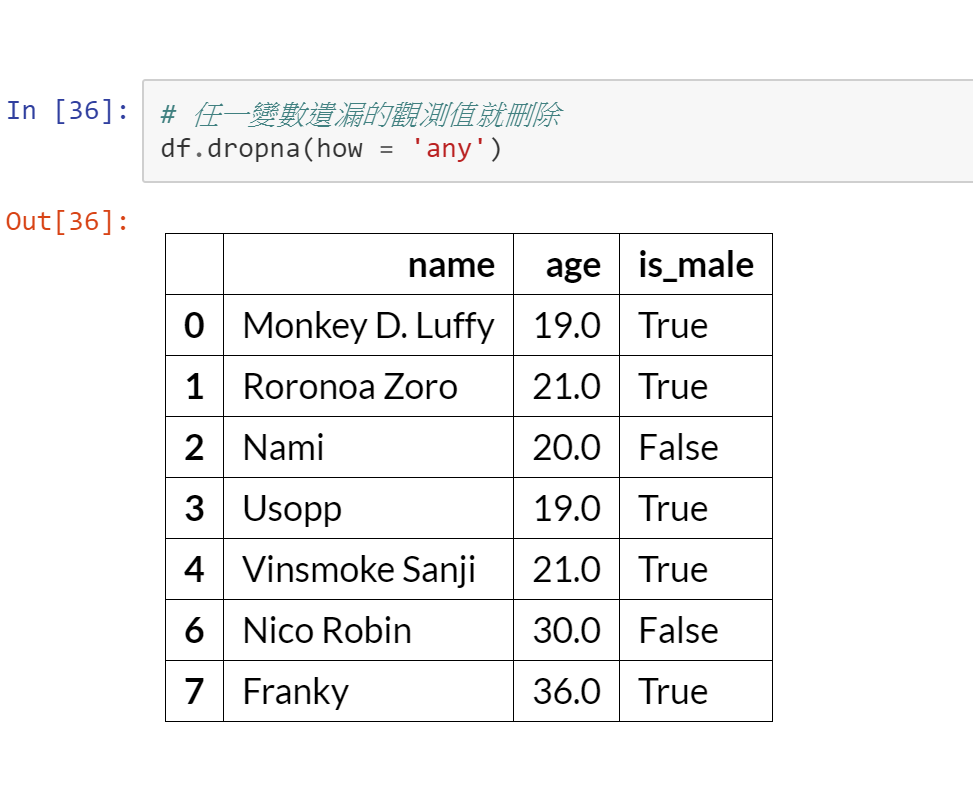 In [36]:
# 任一變數遺漏的觀測值就刪除
df.dropna(how = 'any')
Out[36]:
name age is_male
0 Monkey D. Luffy 19.0 True
1 Roronoa Zoro 21.0 True
2 Nami 20.0 False
3 Usopp 19.0 True
4 Vinsmoke Sanji 21.0 True
6 Nico Robin 30.0 False
7 Franky 36.0 True